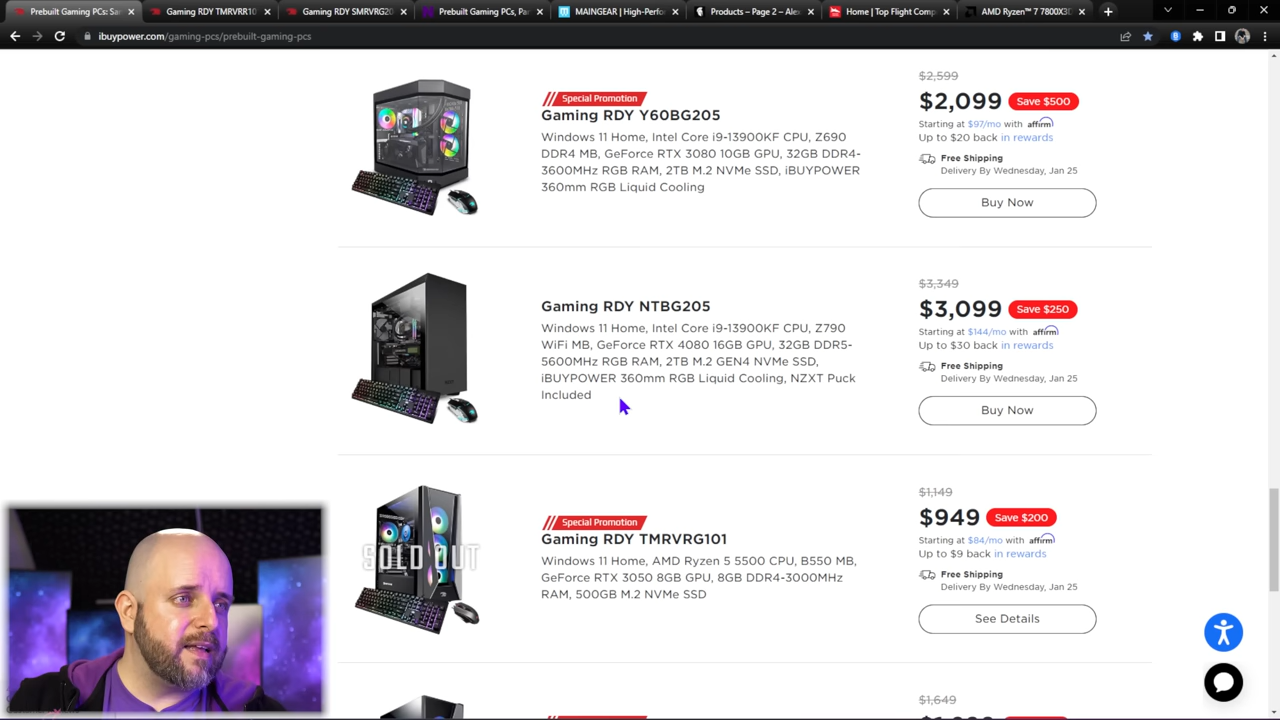 Prebuilt Gaming PCs: Sa
Gaming RDY TMRVRR10
Gaming RDY SMRVRG20
Prebuilt Gaming PCs, Pa
MAINGEAR | High-Perfo
Products – Page 2 – Alex
Home | Top Flight Compu
AMD Ryzen™ 7 7800X3D
ibuypower.com/gaming-pcs/prebuilt-gaming-pcs
Special Promotion
Gaming RDY Y60BG205
Windows 11 Home, Intel Core i9-13900KF CPU, Z690
DDR4 MB, GeForce RTX 3080 10GB GPU, 32GB DDR4-
3600MHz RGB RAM, 2TB M.2 NVMe SSD, iBUYPOWER
360mm RGB Liquid Cooling
$2,599
$2,099 Save $500
Starting at $97/mo with affirm
Up to $20 back in rewards
Free Shipping
Delivery By Wednesday, Jan 25
Buy Now
Gaming RDY NTBG205
Windows 11 Home, Intel Core i9-13900KF CPU, Z790
WiFi MB, GeForce RTX 4080 16GB GPU, 32GB DDR5-
5600MHz RGB RAM, 2TB M.2 GEN4 NVMe SSD,
iBUYPOWER 360mm RGB Liquid Cooling, NZXT Puck
Included
$3,349
$3,099 Save $250
Starting at $144/mo with affirm
Up to $30 back in rewards
Free Shipping
Delivery By Wednesday, Jan 25
Buy Now
SOLD OUT
Special Promotion
Gaming RDY TMRVRG101
Windows 11 Home, AMD Ryzen 5 5500 CPU, B550 MB,
GeForce RTX 3050 8GB GPU, 8GB DDR4-3000MHz
RAM, 500GB M.2 NVMe SSD
$1,149
$949 Save $200
Starting at $84/mo with affirm
Up to $9 back in rewards
Free Shipping
Delivery By Wednesday, Jan 25
See Details
$1,649